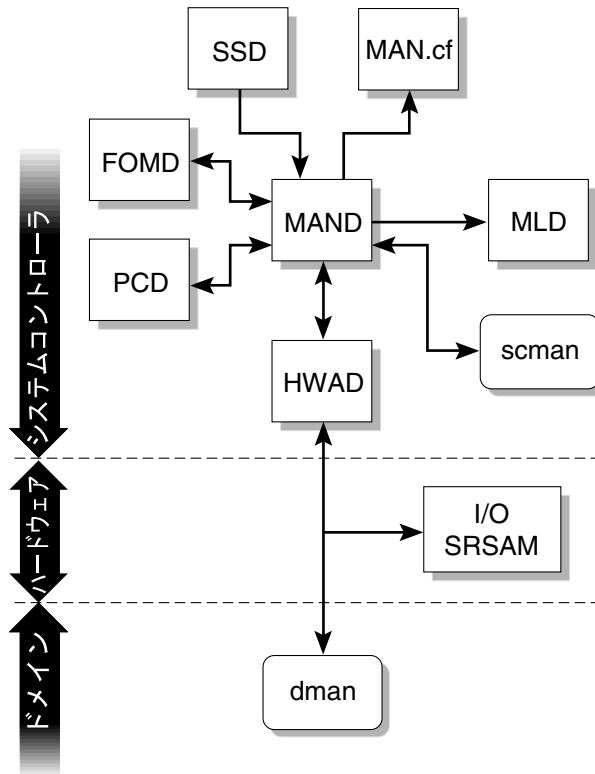 SSD
MAN.cf
FOMD
MAND
MLD
PCD
scman
HWAD
I/O
SRSAM
dman
システムコントローラ
ハードウェア
ドメイン